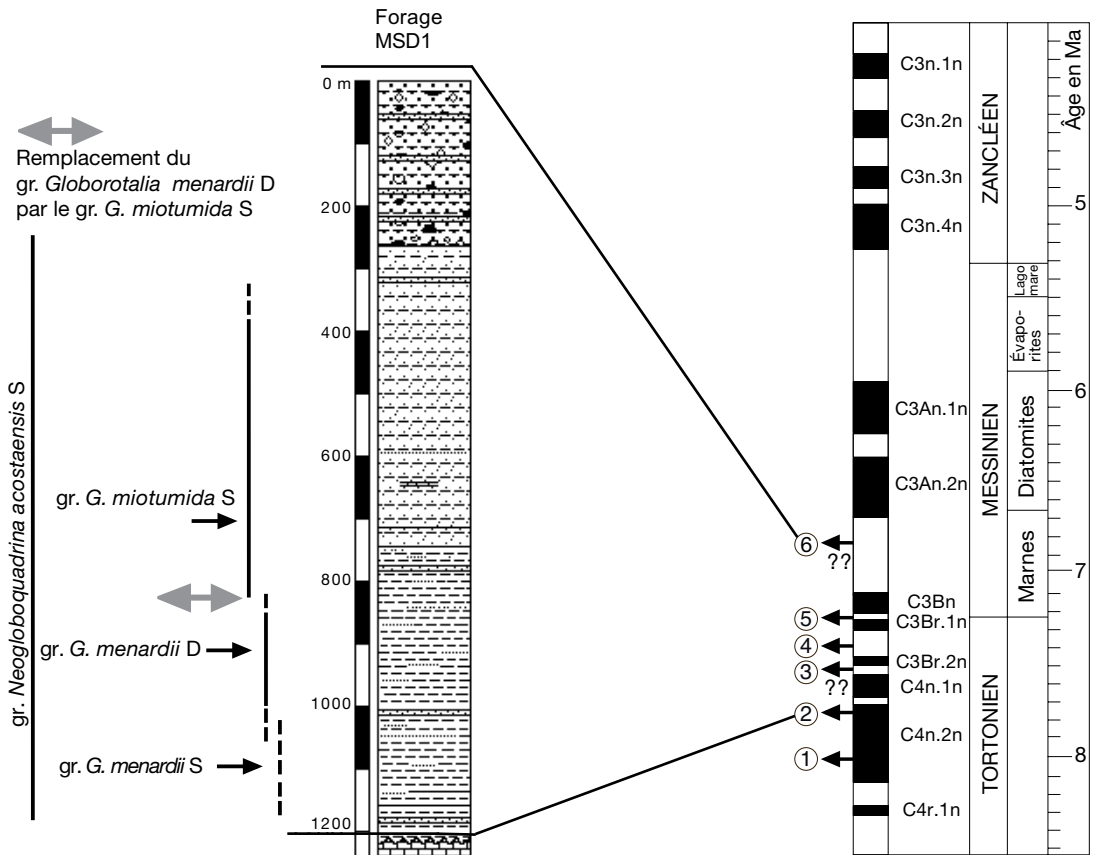 Forage
MSD1
0 m
200
400
600
800
1000
1200
Remplacement du
gr. Globorotalia menardii D
par le gr. G. miotumida S
gr. Neogloboquadrina acostaensis S
gr. G. miotumida S
gr. G. menardii D
gr. G. menardii S
6
??
5
4
3
??
2
1
C3n.1n
C3n.2n
C3n.3n
C3n.4n
C3An.1n
C3An.2n
C3Bn
C3Br.1n
C3Br.2n
C4n.1n
C4n.2n
C4r.1n
ZANCLÉEN
MESSINIEN
TORTONIEN
Lago
mare
Évapo-
rites
Diatomites
Marnes
Âge en Ma
5
6
7
8